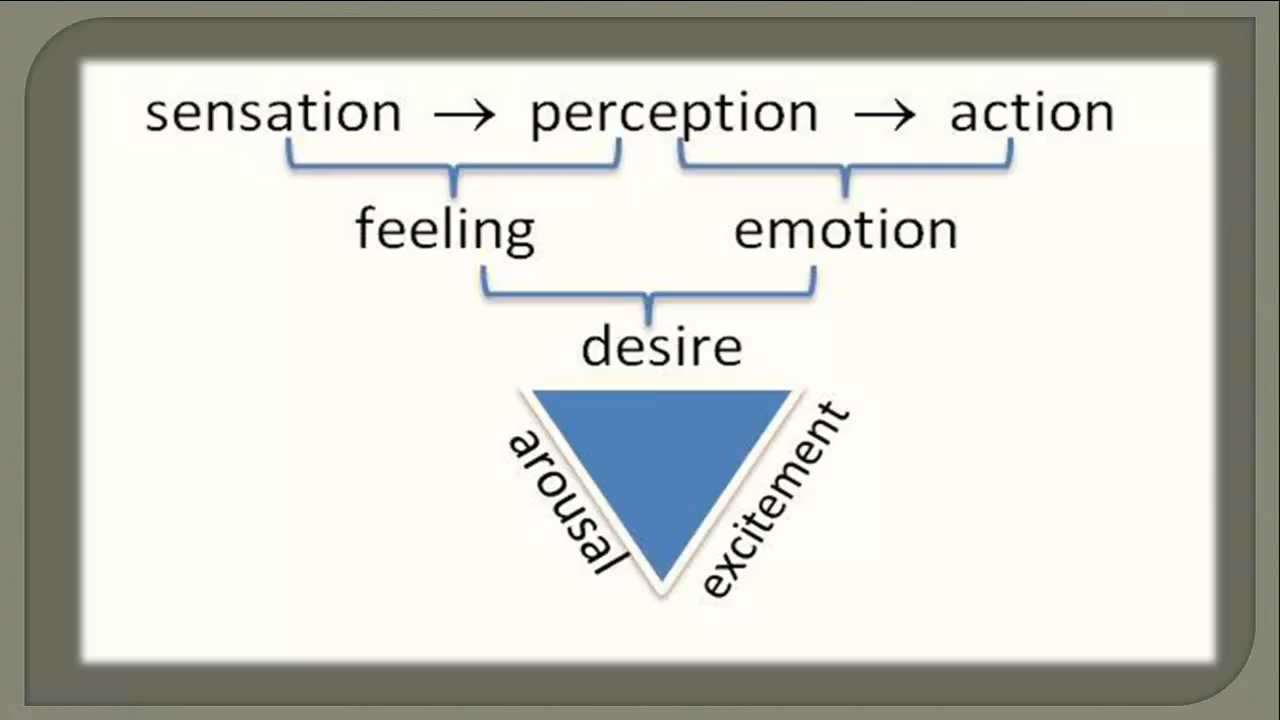 sensation → perception → action
feeling emotion
desire
arousal
excitement